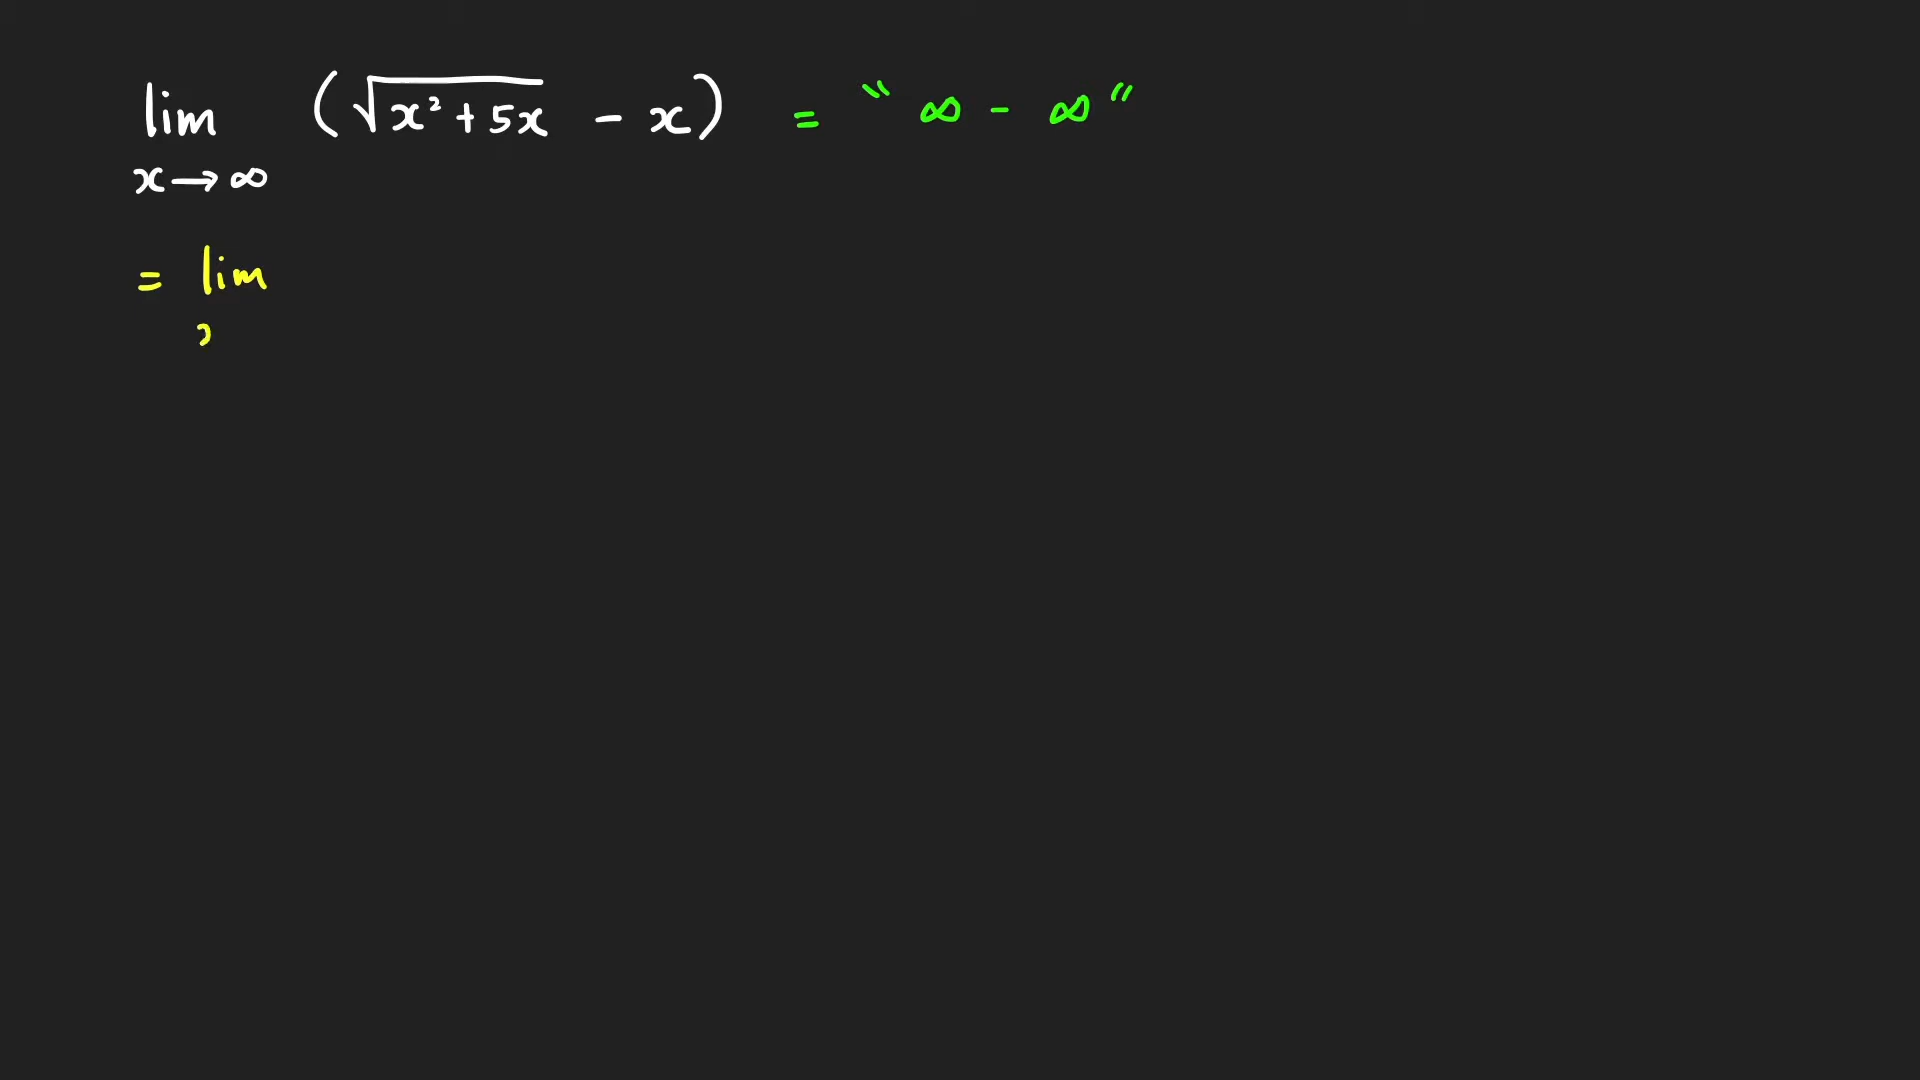 lim (√(x² + 5x) - x) = “ ∞ - ∞ ”
x → ∞
= lim